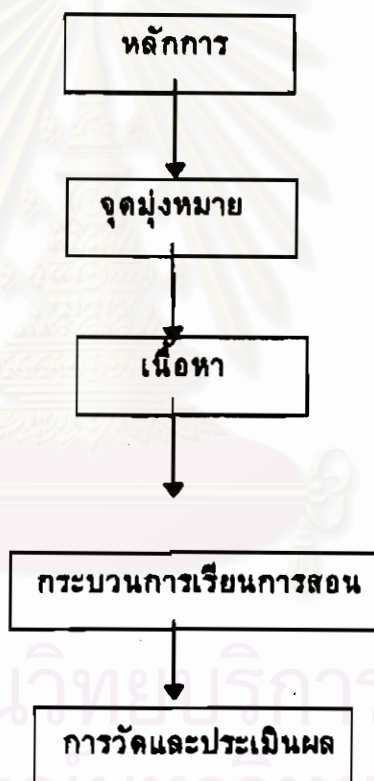 หลักการ
จุดมุ่งหมาย
เนื้อหา
กระบวนการเรียนการสอน
การวัดและประเมินผล